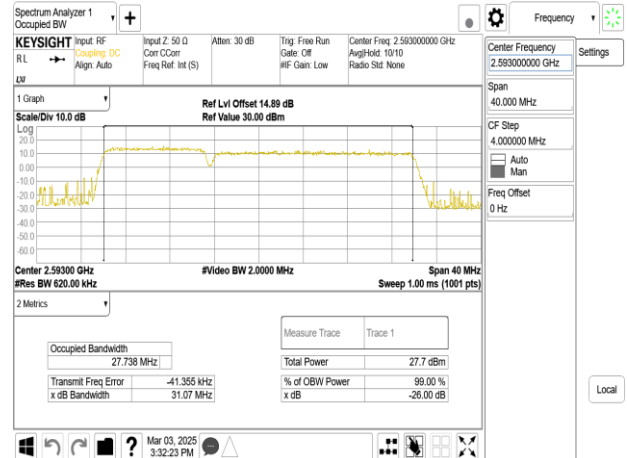 Spectrum Analyzer 1
Occupied BW
+
Frequency
KEYSIGHT
RL
LXI
Input: RF
Coupling: DC
Align: Auto
Input Z: 50 Ω
Corr CCorr
Freq Ref: Int (S)
Atten: 30 dB
Trig: Free Run
Gate: Off
#IF Gain: Low
Center Freq: 2.593000000 GHz
Avg|Hold: 10/10
Radio Std: None
Center Frequency
2.593000000 GHz
Settings
Span
40.000 MHz
CF Step
4.000000 MHz
Auto
Man
Freq Offset
0 Hz
Local
1 Graph
Ref Lvl Offset 14.89 dB
Scale/Div 10.0 dB
Ref Value 30.00 dBm
Log
20.0
10.0
0.00
-10.0
-20.0
-30.0
-40.0
-50.0
-60.0
Center 2.59300 GHz
#Video BW 2.0000 MHz
Span 40 MHz
#Res BW 620.00 kHz
Sweep 1.00 ms (1001 pts)
2 Metrics
Measure Trace Trace 1
Occupied Bandwidth
27.738 MHz
Total Power 27.7 dBm
Transmit Freq Error -41.355 kHz
% of OBW Power 99.00 %
x dB Bandwidth 31.07 MHz
x dB -26.00 dB
?
Mar 03, 2025
3:32:23 PM